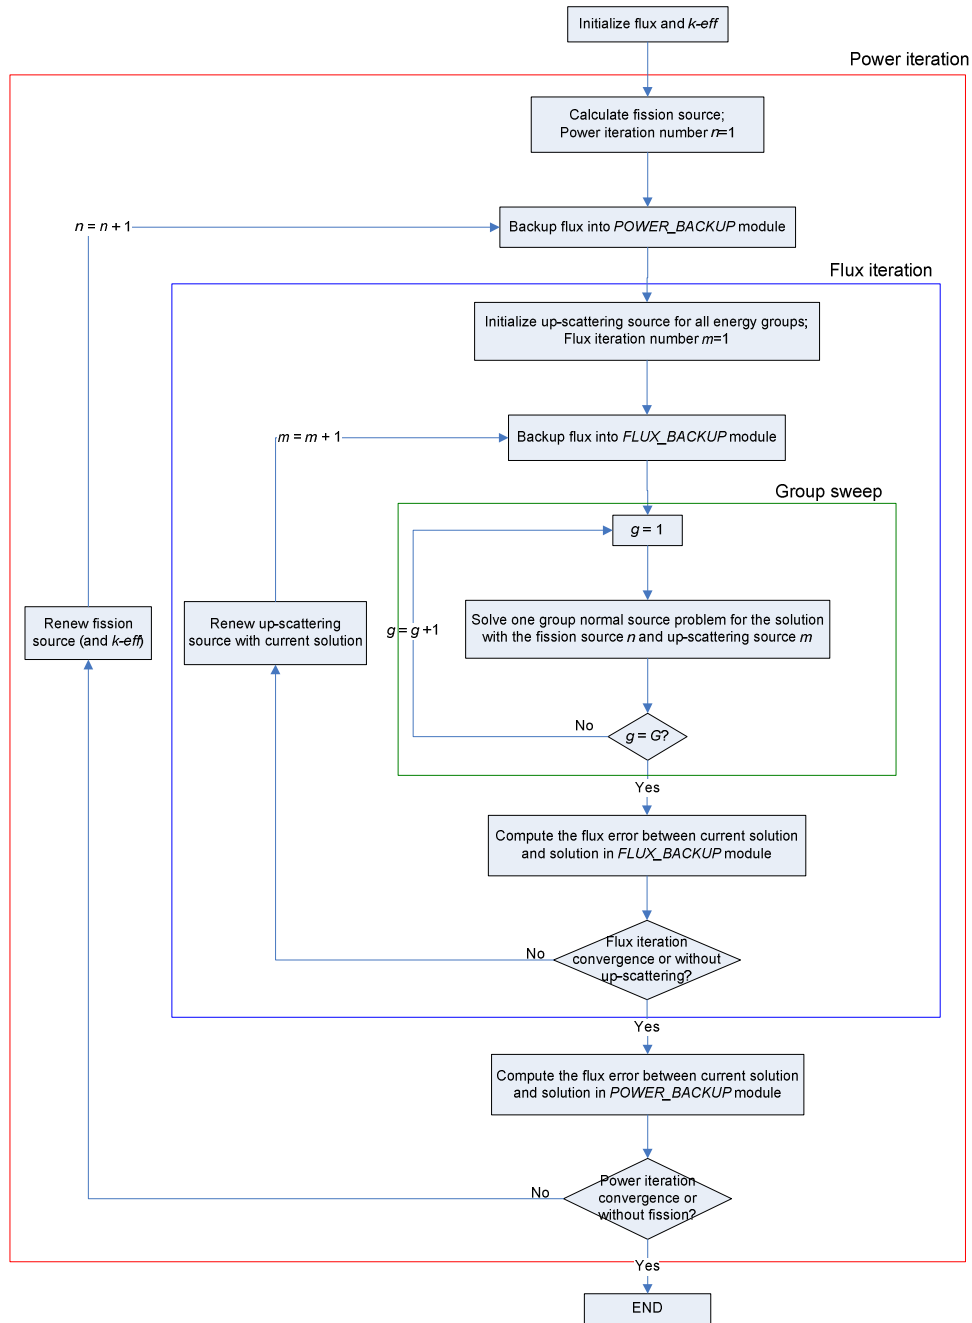 Initialize flux and k-eff
Power iteration
Calculate fission source;
Power iteration number n=1
n = n + 1
Backup flux into POWER_BACKUP module
Flux iteration
Initialize up-scattering source for all energy groups;
Flux iteration number m=1
m = m + 1
Backup flux into FLUX_BACKUP module
Group sweep
g = 1
Renew fission
source (and k-eff)
Renew up-scattering
source with current solution
g = g +1
Solve one group normal source problem for the solution
with the fission source n and up-scattering source m
No
g = G?
Yes
Compute the flux error between current solution
and solution in FLUX_BACKUP module
No
Flux iteration
convergence or without
up-scattering?
Yes
Compute the flux error between current solution
and solution in POWER_BACKUP module
No
Power iteration
convergence or
without fission?
Yes
END